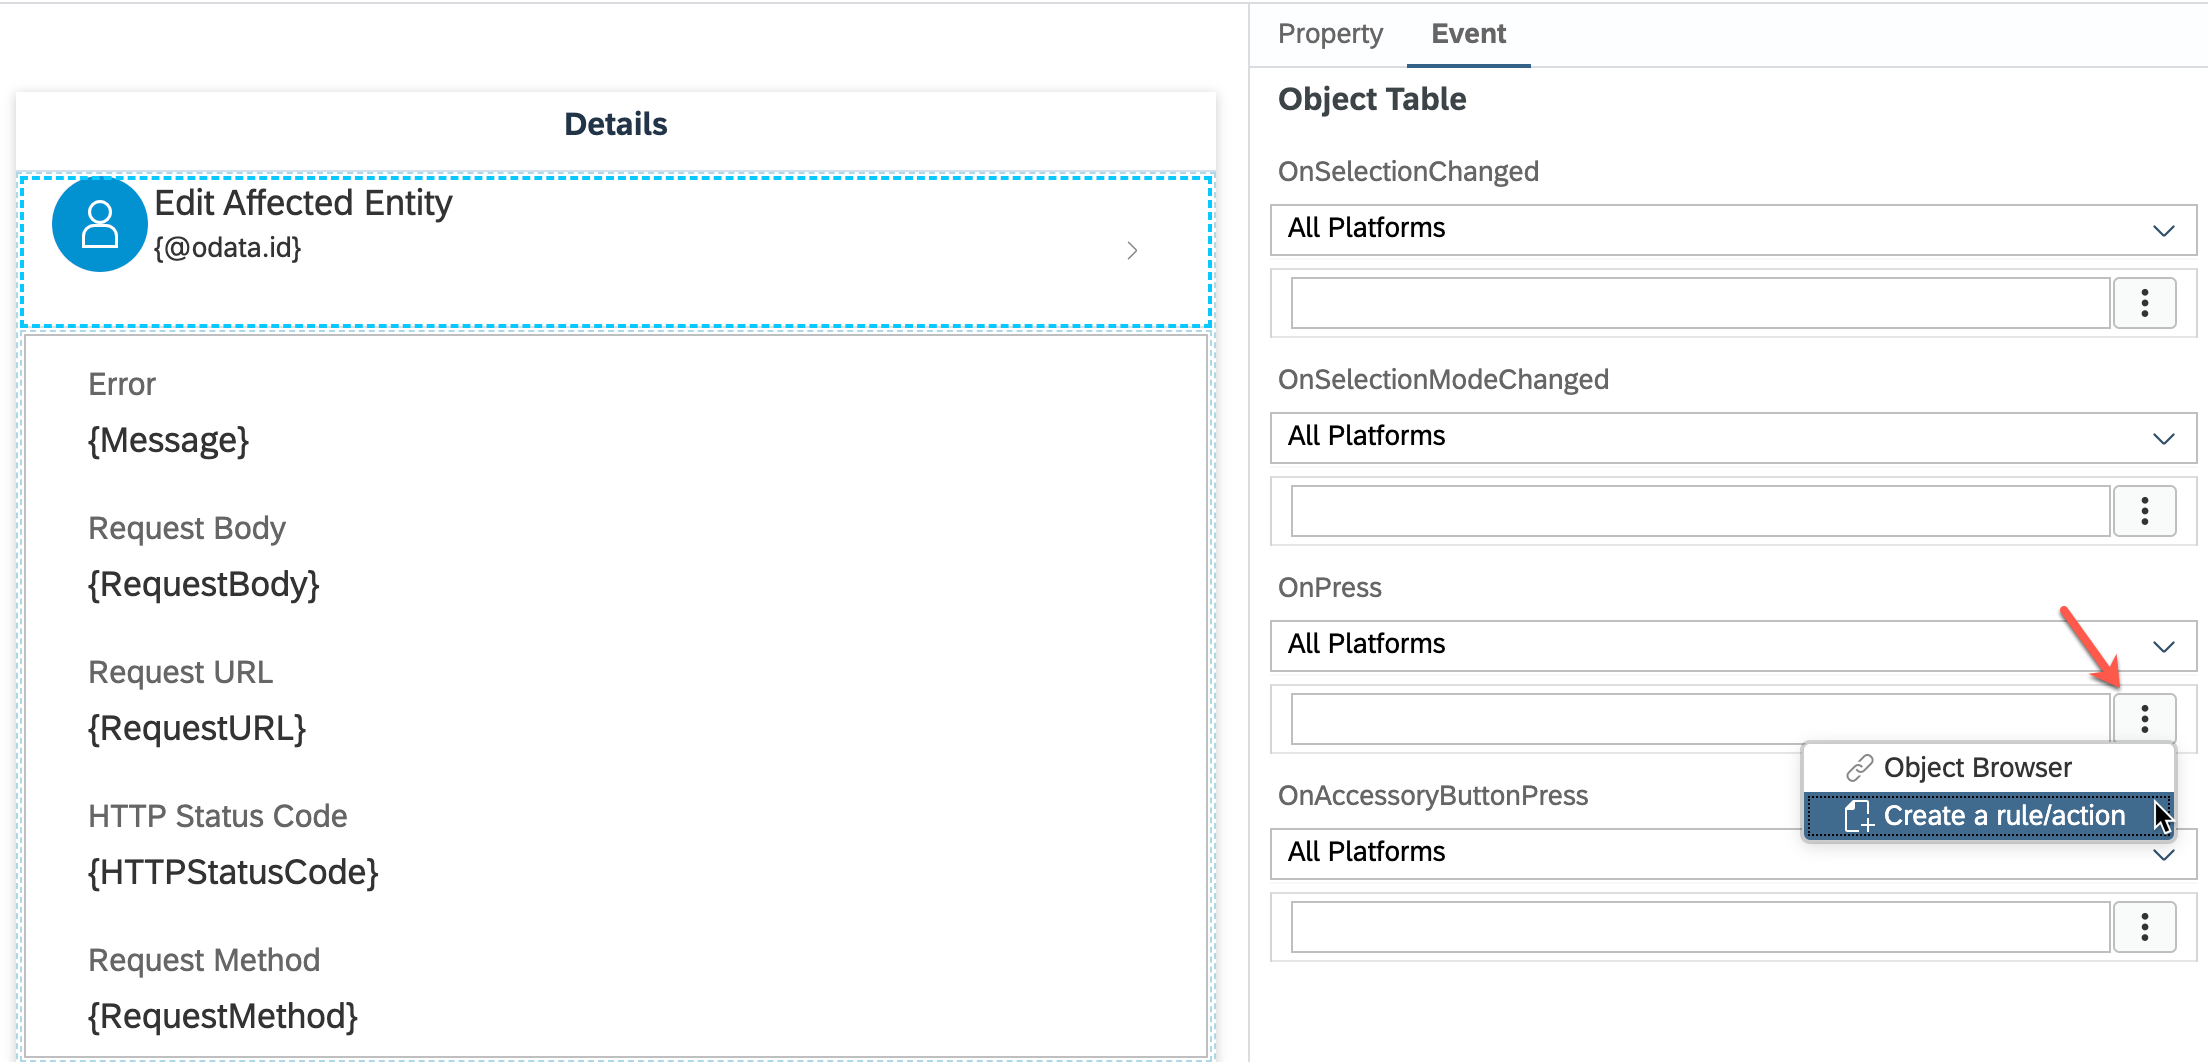 Details
Edit Affected Entity
{@odata.id}
Error
{Message}
Request Body
{RequestBody}
Request URL
{RequestURL}
HTTP Status Code
{HTTPStatusCode}
Request Method
{RequestMethod}
Property Event
Object Table
OnSelectionChanged
All Platforms
OnSelectionModeChanged
All Platforms
OnPress
All Platforms
Object Browser
Create a rule/action
OnAccessoryButtonPress
All Platforms